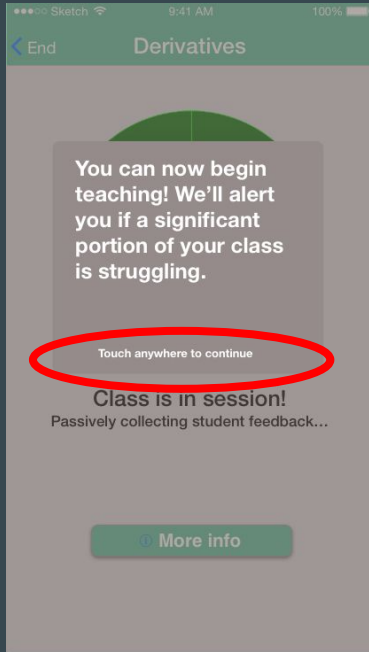 Sketch 9:41 AM 100%
End Derivatives
You can now begin
teaching! We'll alert
you if a significant
portion of your class
is struggling.
Touch anywhere to continue
Class is in session!
Passively collecting student feedback...
More info